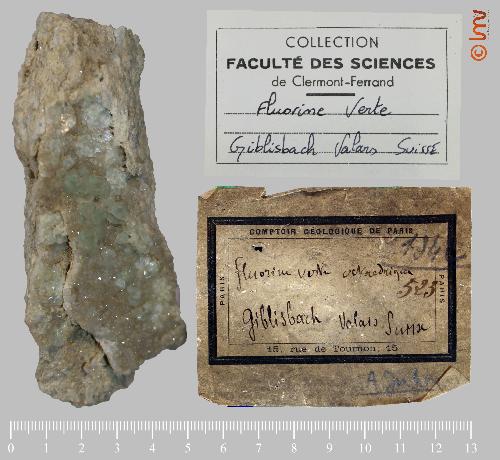 COLLECTION
FACULTÉ DES SCIENCES
de Clermont-Ferrand
Fluorine Verte
Giblisbach Valais Suisse
COMPTOIR GÉOLOGIQUE DE PARIS
PARIS
PARIS
fluorine verte octaedrique
525
Giblisbach Valais Suisse
15, rue de Tournon, 15
0 1 2 3 4 5 6 7 8 9 10 11 12 13